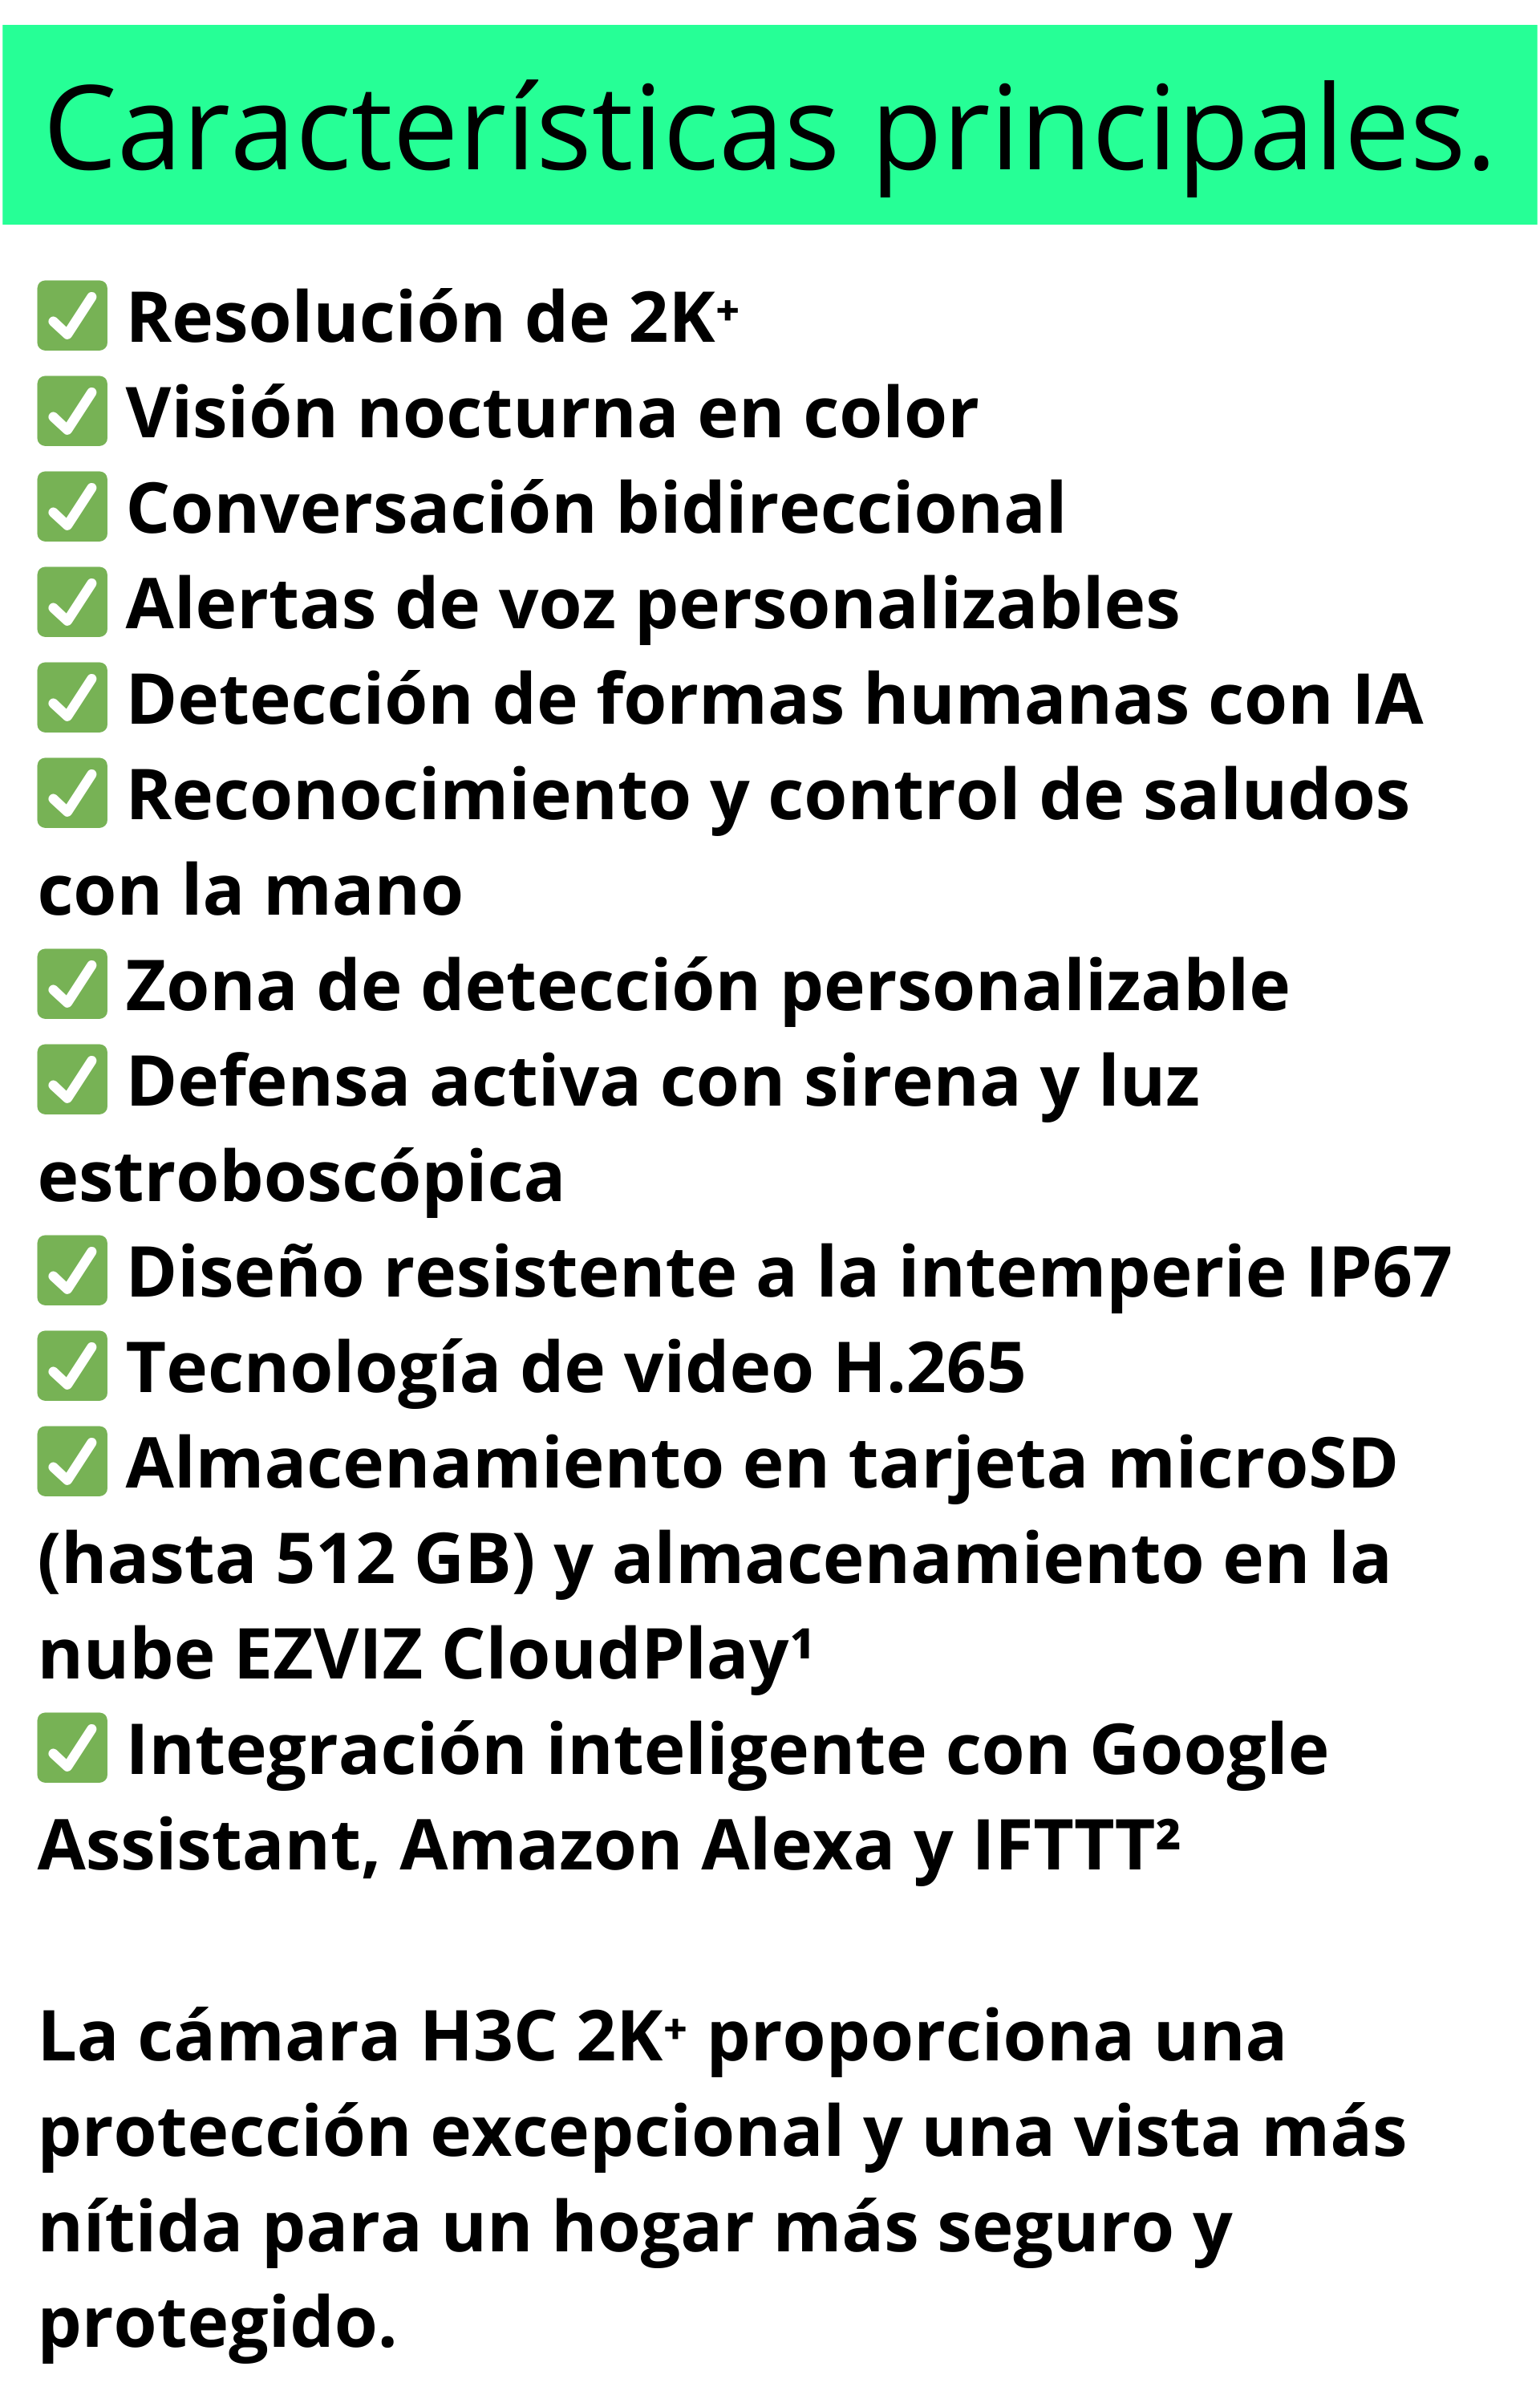 Características principales.
✅ Resolución de 2K⁺
✅ Visión nocturna en color
✅ Conversación bidireccional
✅ Alertas de voz personalizables
✅ Detección de formas humanas con IA
✅ Reconocimiento y control de saludos
con la mano
✅ Zona de detección personalizable
✅ Defensa activa con sirena y luz
estroboscópica
✅ Diseño resistente a la intemperie IP67
✅ Tecnología de video H.265
✅ Almacenamiento en tarjeta microSD
(hasta 512 GB) y almacenamiento en la
nube EZVIZ CloudPlay¹
✅ Integración inteligente con Google
Assistant, Amazon Alexa y IFTTT²
La cámara H3C 2K⁺ proporciona una
protección excepcional y una vista más
nítida para un hogar más seguro y
protegido.